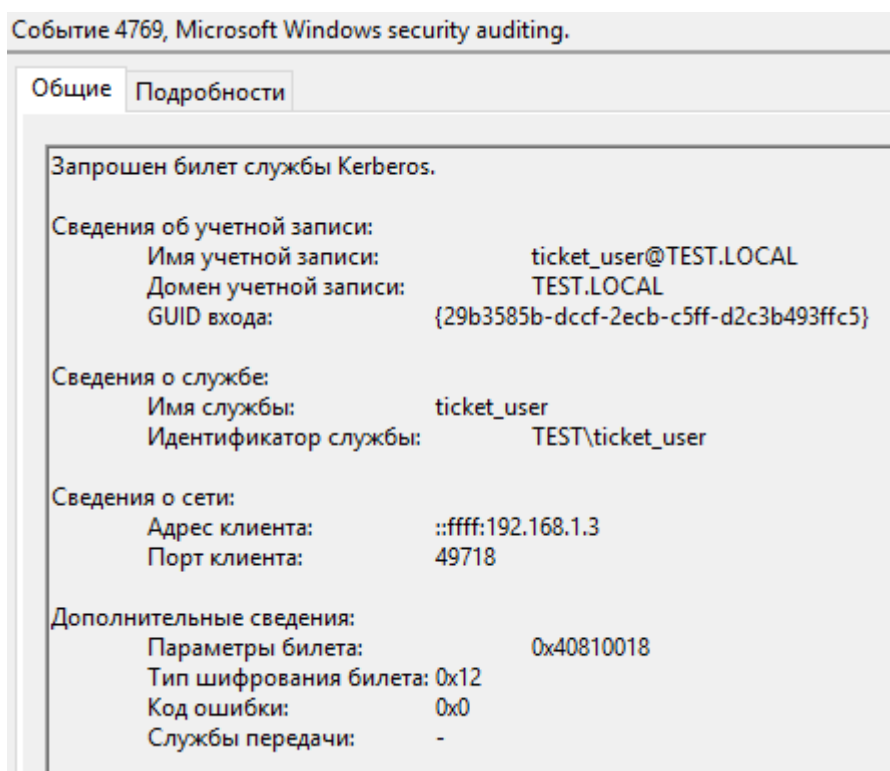 Событие 4769, Microsoft Windows security auditing.
Общие Подробности
Запрошен билет службы Kerberos.
Сведения об учетной записи:
Имя учетной записи: ticket_user@TEST.LOCAL
Домен учетной записи: TEST.LOCAL
GUID входа: {29b3585b-dccf-2ecb-c5ff-d2c3b493ffc5}
Сведения о службе:
Имя службы: ticket_user
Идентификатор службы: TEST\ticket_user
Сведения о сети:
Адрес клиента: ::ffff:192.168.1.3
Порт клиента: 49718
Дополнительные сведения:
Параметры билета: 0x40810018
Тип шифрования билета: 0x12
Код ошибки: 0x0
Службы передачи: -